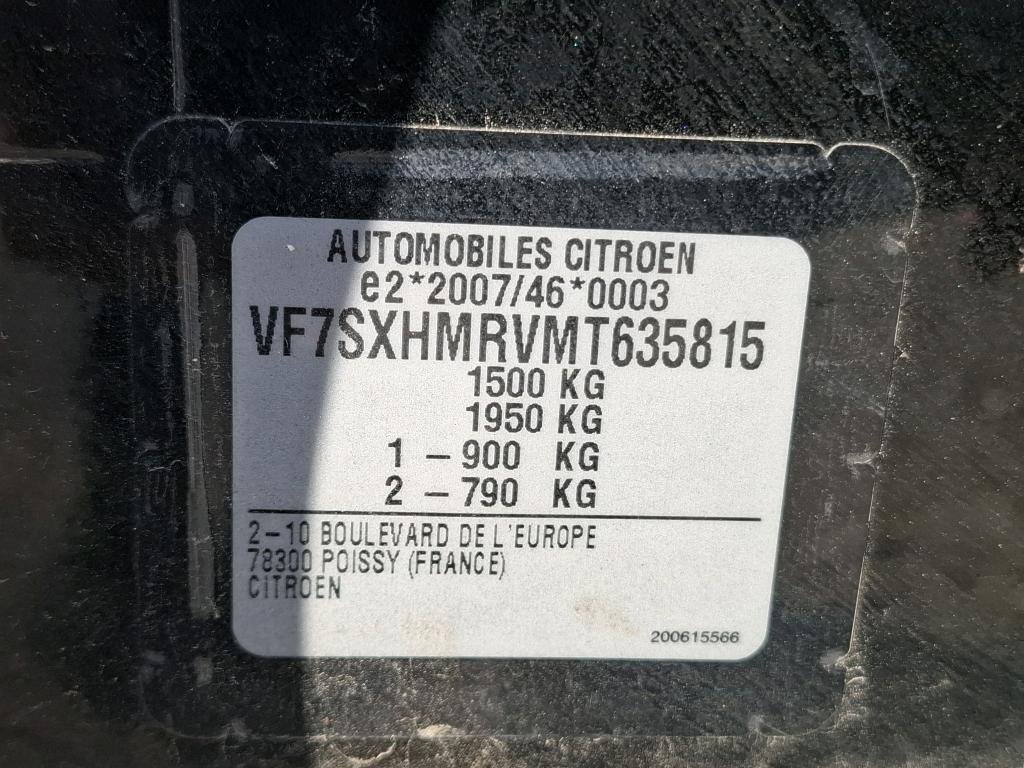 AUTOMOBILES CITROEN
e2*2007/46*0003
VF7SXHMRVMT635815
1500 KG
1950 KG
1 – 900 KG
2 – 790 KG
2–10 BOULEVARD DE L'EUROPE
78300 POISSY (FRANCE)
CITROEN
200615566